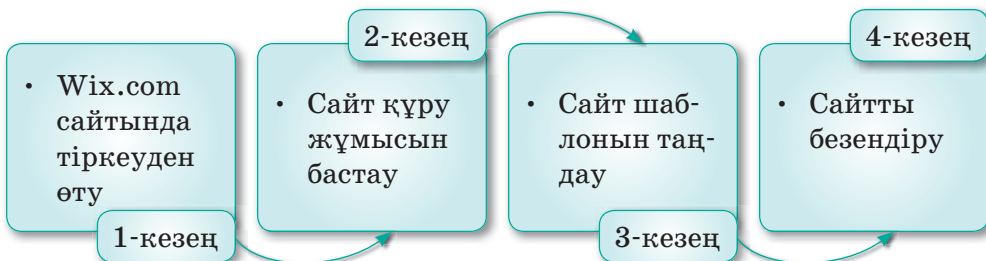 • Wix.com
сайтында
тіркеуден
өту
1-кезең
2-кезең
• Сайт құру
жұмысын
бастау
• Сайт шаб-
лонын таң-
дау
3-кезең
4-кезең
• Сайтты
безендіру